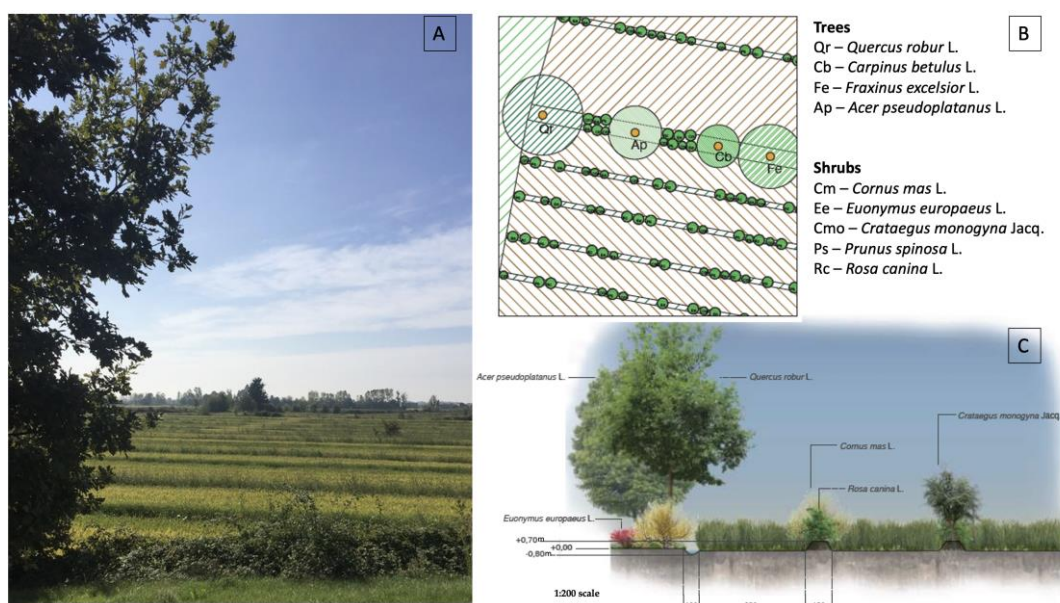 A
B
Qr
Ap
Cb
Fe
Trees
Qr – Quercus robur L.
Cb – Carpinus betulus L.
Fe – Fraxinus excelsior L.
Ap – Acer pseudoplatanus L.
Shrubs
Cm – Cornus mas L.
Ee – Euonymus europaeus L.
Cmo – Crataegus monogyna Jacq.
Ps – Prunus spinosa L.
Rc – Rosa canina L.
C
Acer pseudoplatanus L.
Quercus robur L.
Crataegus monogyna Jacq
Cornus mas L.
Rosa canina L.
Euonymus europaeus L.
+0,70m
+0,00
-0,80m
1:200 scale